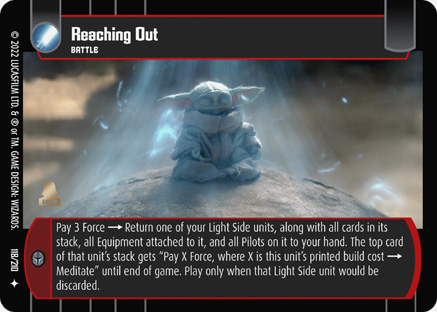 Reaching Out
BATTLE
Pay 3 Force → Return one of your Light Side units, along with all cards in its
stack, all Equipment attached to it, and all Pilots on it to your hand. The top card
of that unit's stack gets "Pay X Force, where X is this unit's printed build cost →
Meditate" until end of game. Play only when that Light Side unit would be
discarded.
© 2022 LUCASFILM LTD. & ® or TM. GAME DESIGN: WIZARDS.
118/210